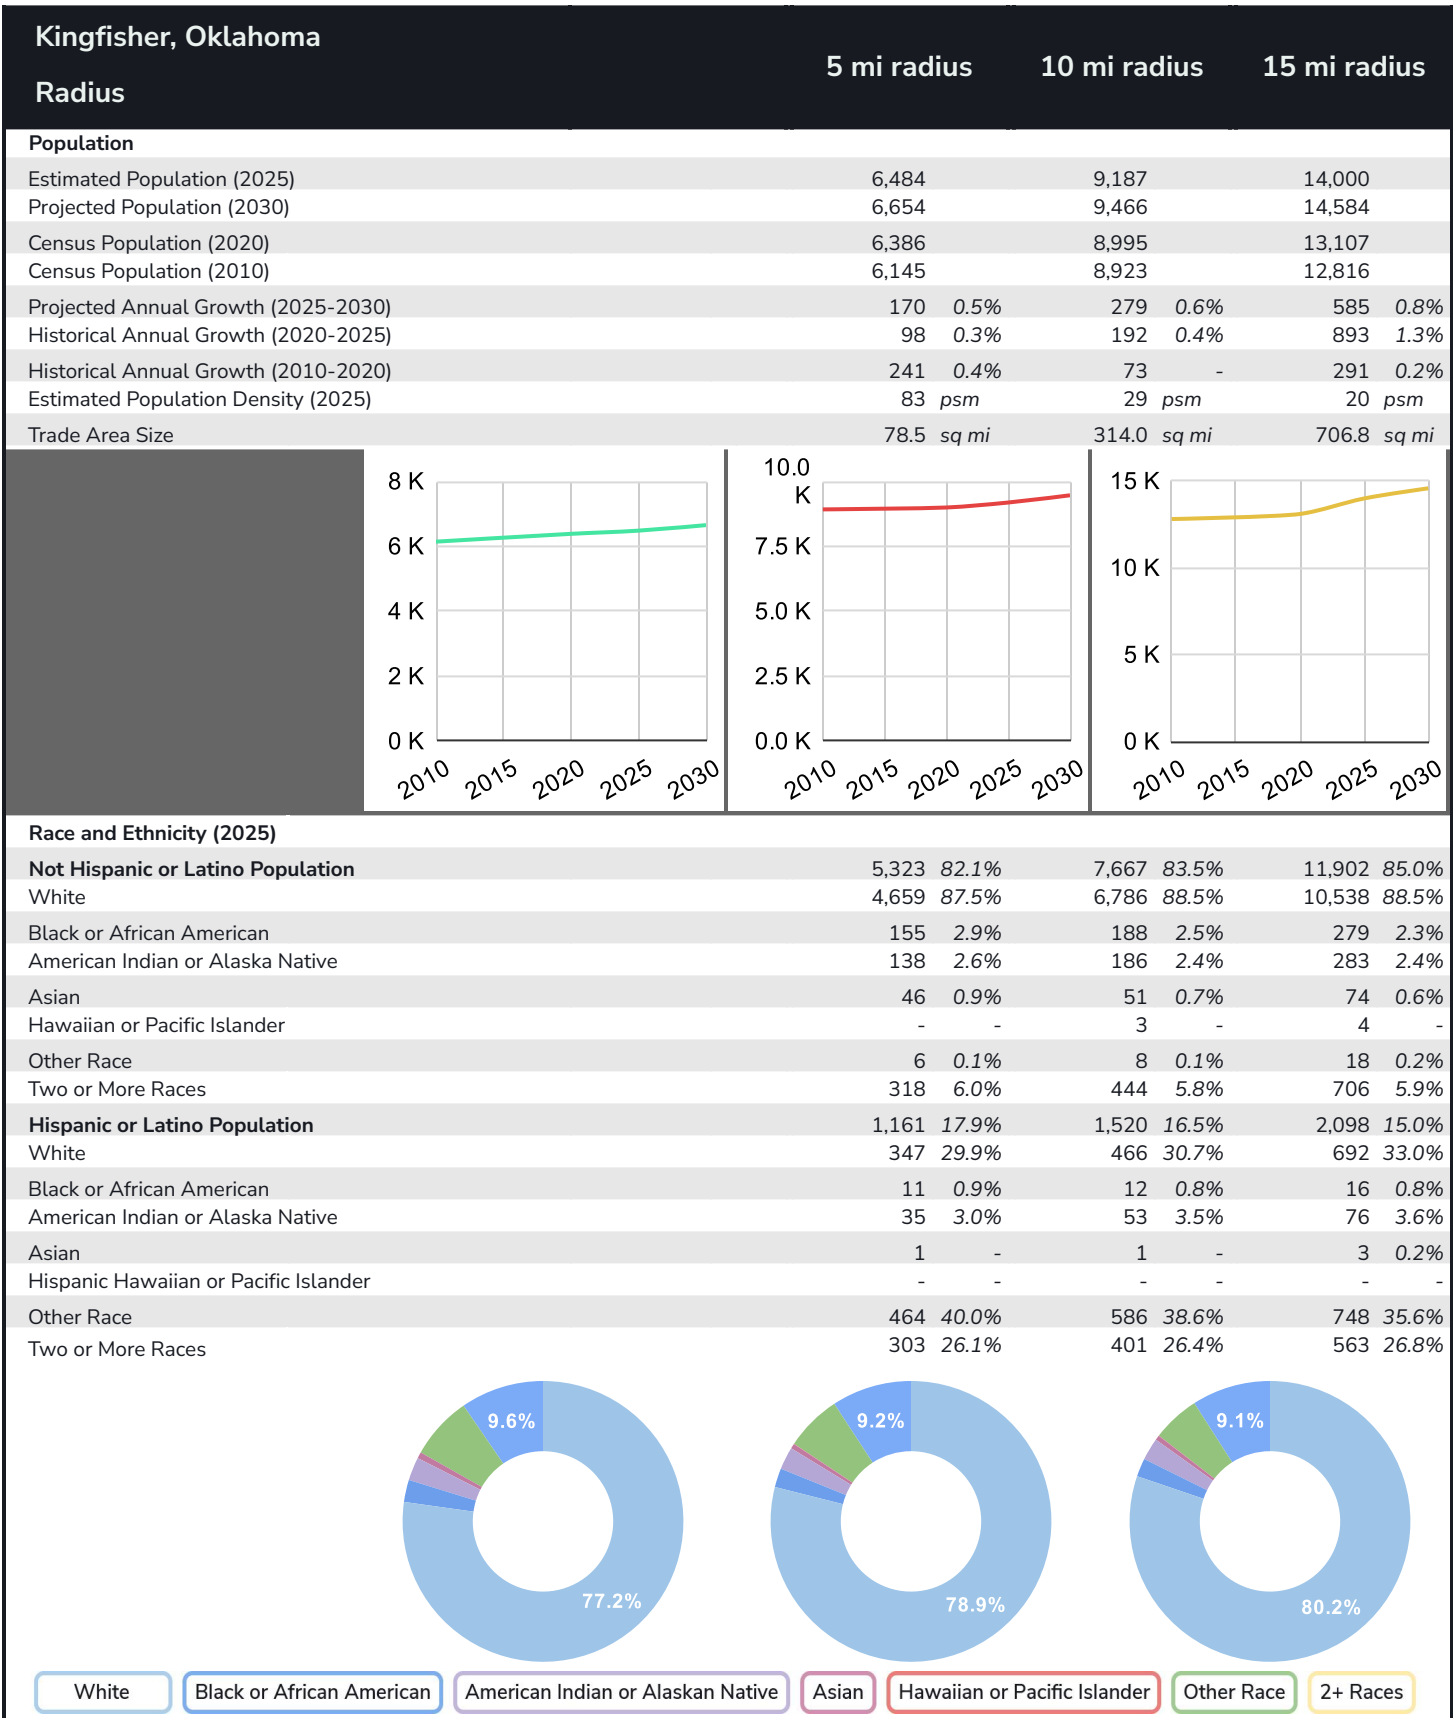 Kingfisher, Oklahoma
Radius
5 mi radius 10 mi radius 15 mi radius
Population
Estimated Population (2025) 6,484 9,187 14,000
Projected Population (2030) 6,654 9,466 14,584
Census Population (2020) 6,386 8,995 13,107
Census Population (2010) 6,145 8,923 12,816
Projected Annual Growth (2025-2030) 170 0.5% 279 0.6% 585 0.8%
Historical Annual Growth (2020-2025) 98 0.3% 192 0.4% 893 1.3%
Historical Annual Growth (2010-2020) 241 0.4% 73 - 291 0.2%
Estimated Population Density (2025) 83 psm 29 psm 20 psm
Trade Area Size 78.5 sq mi 314.0 sq mi 706.8 sq mi
8 K
6 K
4 K
2 K
0 K
2010 2015 2020 2025 2030
10.0
K
7.5 K
5.0 K
2.5 K
0.0 K
2010 2015 2020 2025 2030
15 K
10 K
5 K
0 K
2010 2015 2020 2025 2030
Race and Ethnicity (2025)
Not Hispanic or Latino Population 5,323 82.1% 7,667 83.5% 11,902 85.0%
White 4,659 87.5% 6,786 88.5% 10,538 88.5%
Black or African American 155 2.9% 188 2.5% 279 2.3%
American Indian or Alaska Native 138 2.6% 186 2.4% 283 2.4%
Asian 46 0.9% 51 0.7% 74 0.6%
Hawaiian or Pacific Islander - - 3 - 4 -
Other Race 6 0.1% 8 0.1% 18 0.2%
Two or More Races 318 6.0% 444 5.8% 706 5.9%
Hispanic or Latino Population 1,161 17.9% 1,520 16.5% 2,098 15.0%
White 347 29.9% 466 30.7% 692 33.0%
Black or African American 11 0.9% 12 0.8% 16 0.8%
American Indian or Alaska Native 35 3.0% 53 3.5% 76 3.6%
Asian 1 - 1 - 3 0.2%
Hispanic Hawaiian or Pacific Islander - - - - - -
Other Race 464 40.0% 586 38.6% 748 35.6%
Two or More Races 303 26.1% 401 26.4% 563 26.8%
9.6% 9.2% 9.1%
77.2% 78.9% 80.2%
White Black or African American American Indian or Alaskan Native Asian Hawaiian or Pacific Islander Other Race 2+ Races